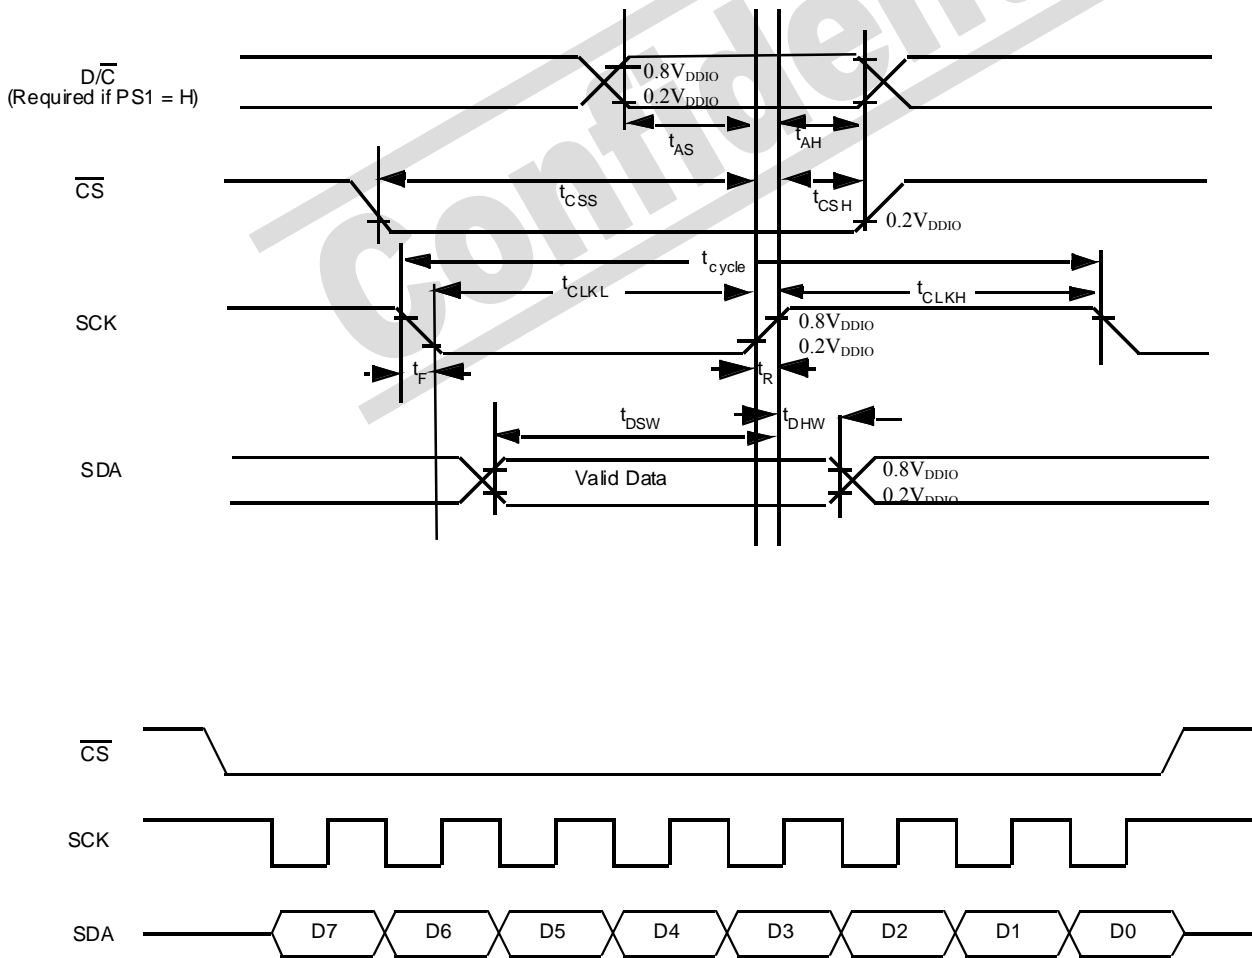 Confident
D/C
(Required if PS1 = H)
0.8VDDIO
0.2VDDIO
tAS
tAH
CS
tCSS
tCSH
0.2VDDIO
tcycle
tCLKL
tCLKH
SCK
0.8VDDIO
0.2VDDIO
tF
tR
tDSW
tDHW
SDA
Valid Data
0.8VDDIO
0.2VDDIO
CS
SCK
SDA
D7
D6
D5
D4
D3
D2
D1
D0